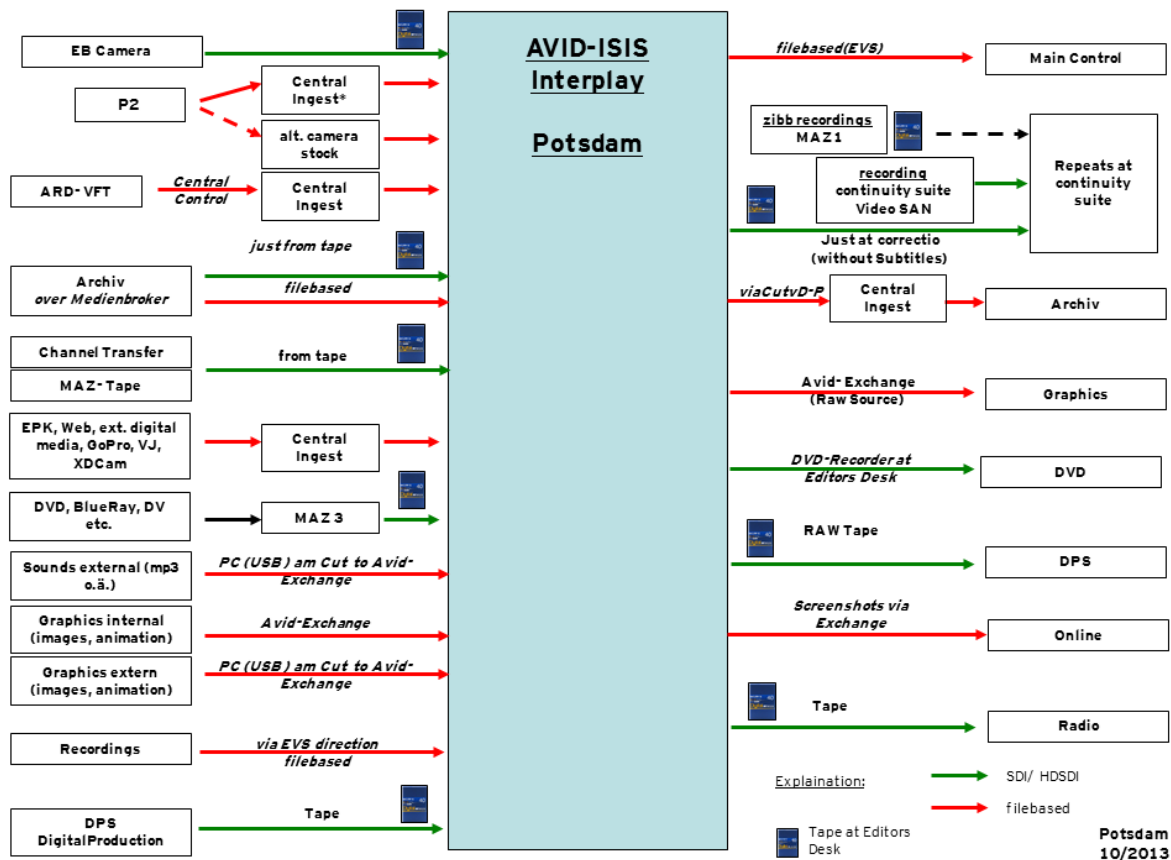 EB Camera
P2
Central
Ingest*
alt. camera
stock
ARD-VFT
Central
Control
Central
Ingest
just from tape
Archiv
over Medienbroker
filebased
Channel Transfer
MAZ-Tape
from tape
EPK, Web, ext. digital
media, GoPro, VJ,
XDCam
Central
Ingest
DVD, BlueRay, DV
etc.
MAZ 3
Sounds external (mp3
o.ä.)
PC (USB) am Cut to Avid-
Exchange
Graphics internal
(images, animation)
Avid-Exchange
Graphics extern
(images, animation)
PC (USB) am Cut to Avid-
Exchange
Recordings
via EVS direction
filebased
DPS
DigitalProduction
Tape
AVID-ISIS
Interplay
Potsdam
filebased(EVS)
Main Control
zibb recordings
MAZ1
recording
continuity suite
Video SAN
Repeats at
continuity
suite
Just at correctio
(without Subtitles)
viaCutvD-P
Central
Ingest
Archiv
Avid-Exchange
(Raw Source)
Graphics
DVD-Recorder at
Editors Desk
DVD
RAW Tape
DPS
Screenshots via
Exchange
Online
Tape
Radio
Explaination:
SDI/ HDSDI
filebased
Tape at Editors
Desk
Potsdam
10/2013